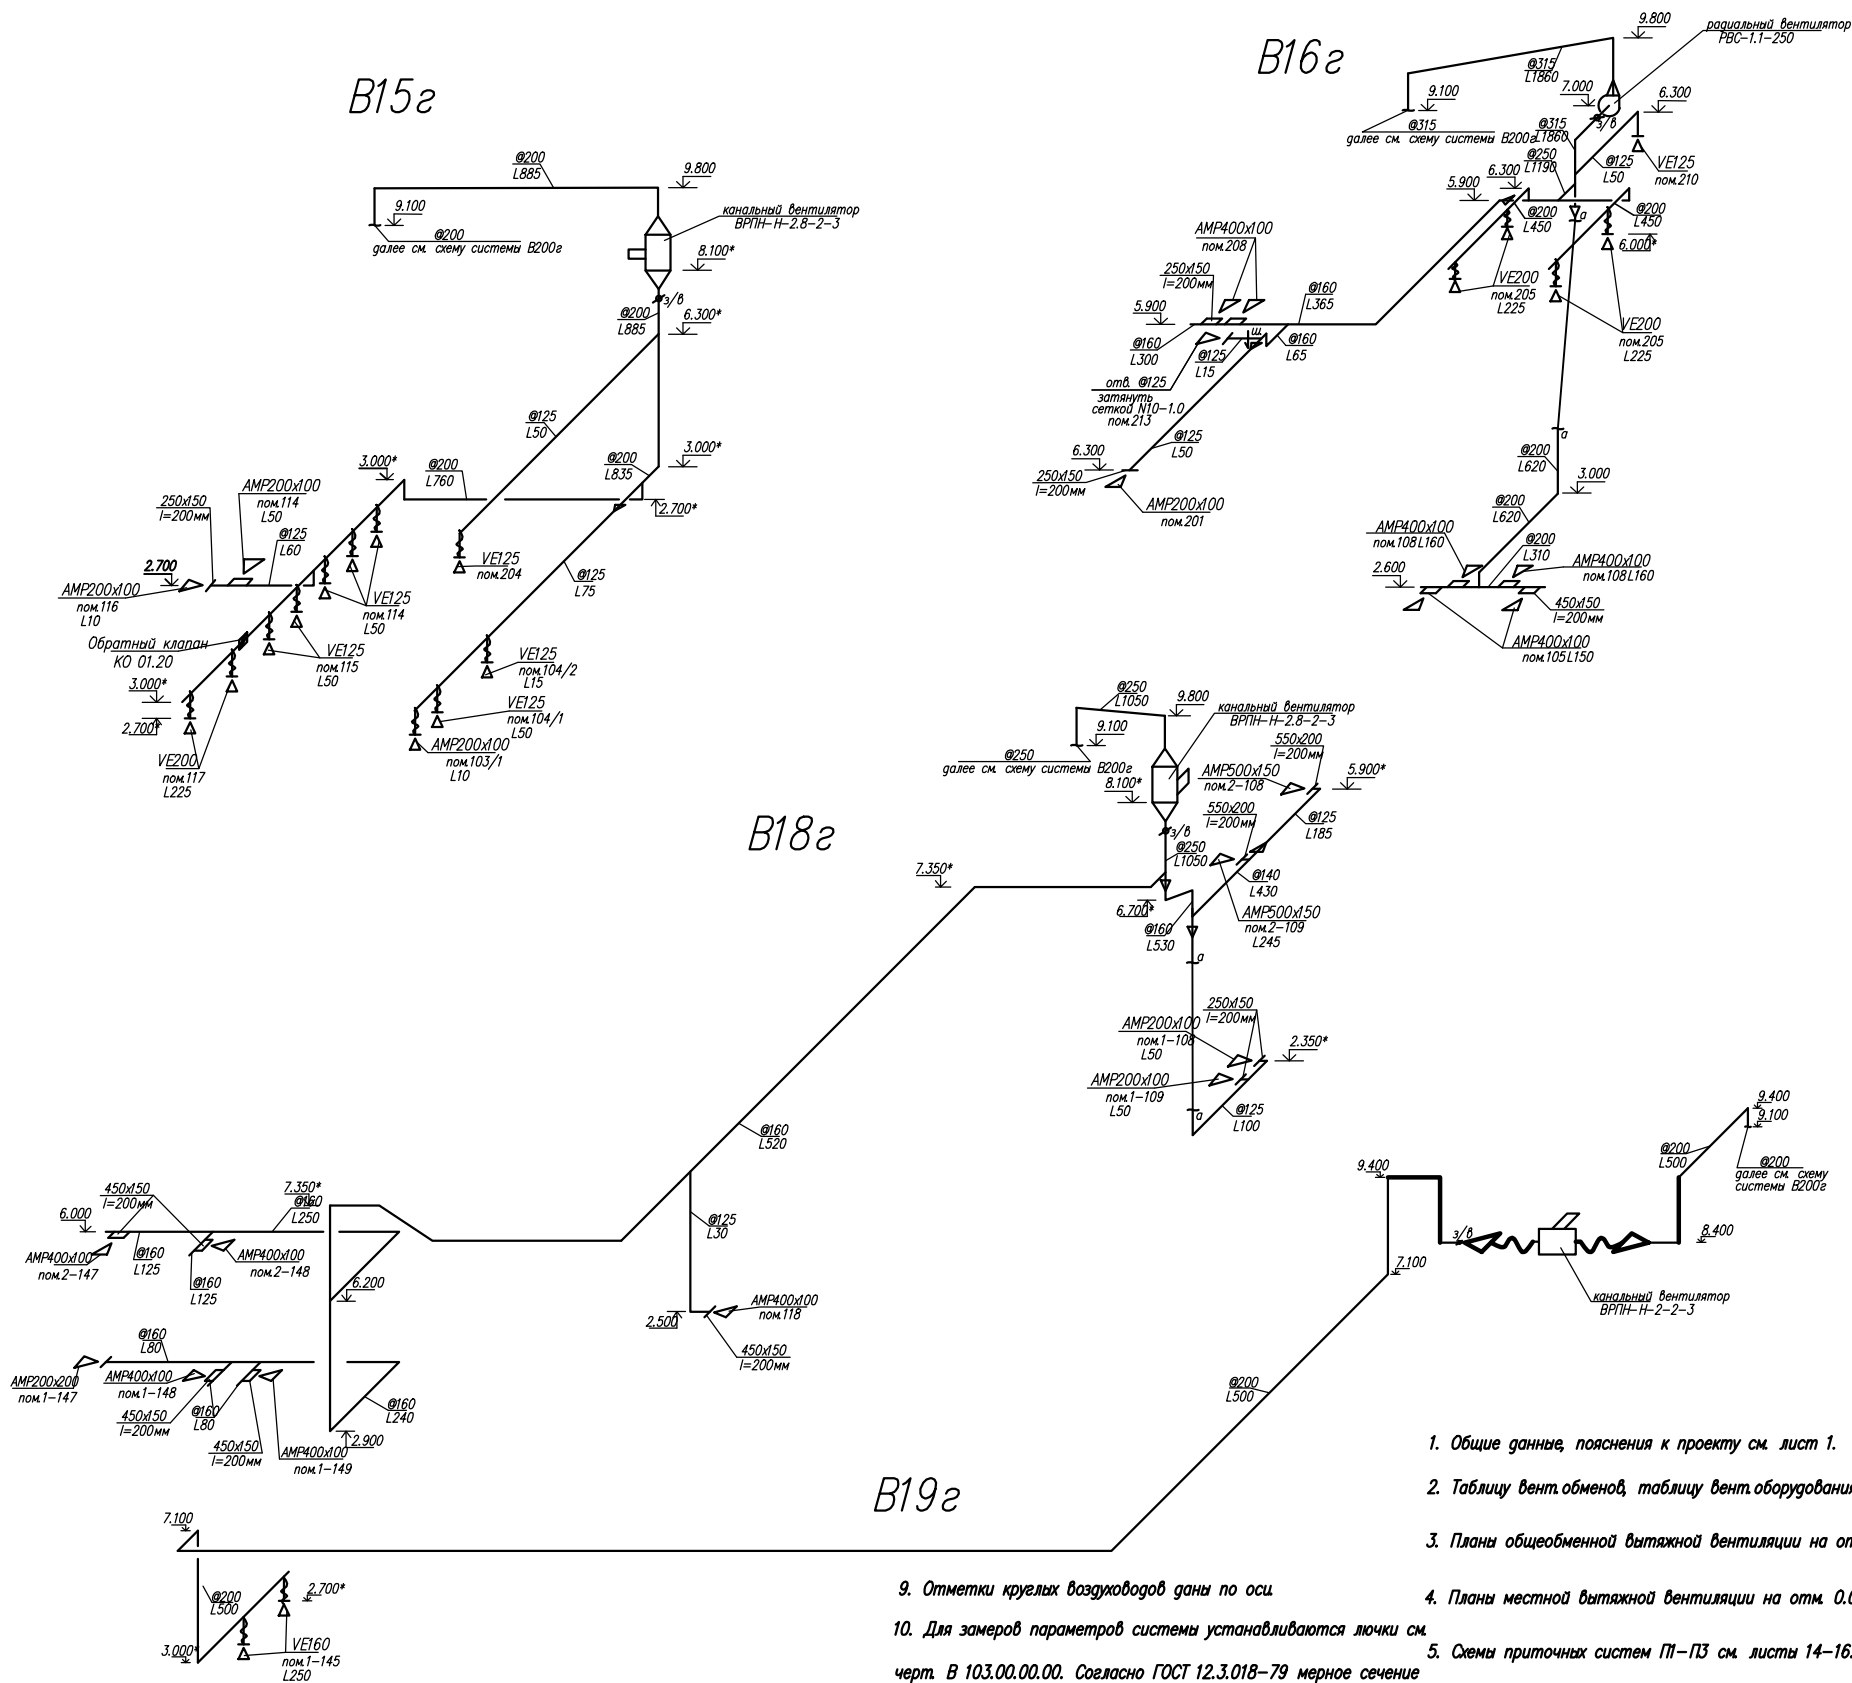 В15г
@200
L885
9.800
9.100
@200
далее см. схему системы В200г
канальный вентилятор
ВРПН-Н-2.8-2-3
8.100*
з/в
@200
L885
6.300*
@125
L50
3.000*
@200
L835
3.000*
@200
L760
2.700*
АМР200х100
пом.114
L50
250х150
l=200мм
@125
L60
2.700
АМР200х100
пом.116
L10
VE125
пом.204
@125
L75
VE125
пом.114
L50
Обратный клапан
КО 01.20
VE125
пом.115
L50
3.000*
2.700*
VE200
пом.117
L225
VE125
пом.104/2
L15
VE125
пом.104/1
L50
АМР200х100
пом.103/1
L10
В16г
9.800
радиальный вентилятор
РВС-1.1-250
@315
L1860
7.000
6.300
9.100
@315
далее см. схему системы В200г
з/в
@315
L1860
@250
L1190
@125
L50
VE125
пом.210
6.300
5.900
@200
L450
а
@200
L450
6.000*
АМР400х100
пом.208
250х150
l=200мм
VE200
пом.205
L225
@160
L365
5.900
VE200
пом.205
L225
ш
@160
L300
@125
L15
@160
L65
отв. @125
затянуть
сеткой N10-1.0
пом.213
@125
L50
6.300
250х150
l=200мм
АМР200х100
пом.201
а
@200
L620
3.000
@200
L620
АМР400х100
пом.108 L160
@200
L310
АМР400х100
пом.108 L160
2.600
450х150
l=200мм
АМР400х100
пом.105 L150
В18г
@250
L1050
9.800
канальный вентилятор
ВРПН-Н-2.8-2-3
9.100
@250
далее см. схему системы В200г
550х200
l=200мм
АМР500х150
пом.2-108
5.900*
8.100*
550х200
l=200мм
@125
L185
з/в
@250
L1050
7.350*
@140
L430
6.700*
АМР500х150
пом.2-109
L245
@160
L530
а
250х150
l=200мм
АМР200х100
пом.1-108
L50
2.350*
АМР200х100
пом.1-109
L50
а
@125
L100
@160
L520
450х150
l=200мм
7.350*
@160
L250
6.000
@125
L30
АМР400х100
пом.2-147
@160
L125
АМР400х100
пом.2-148
@160
L125
6.200
АМР400х100
пом.118
2.500
450х150
l=200мм
@160
L80
АМР200х200
пом.1-147
АМР400х100
пом.1-148
450х150
l=200мм
@160
L80
@160
L240
450х150
l=200мм
АМР400х100
пом.1-149
2.900
В19г
9.400
9.100
@200
L500
@200
далее см. схему
системы В200г
9.400
з/в
8.400
7.100
канальный вентилятор
ВРПН-Н-2-2-3
@200
L500
7.100
@200
L500
2.700*
3.000*
VE160
пом.1-145
L250
1. Общие данные, пояснения к проекту см. лист 1.
2. Таблицу вент.обменов, таблицу вент.оборудования
3. Планы общеобменной вытяжной вентиляции на от
4. Планы местной вытяжной вентиляции на отм. 0.0
5. Схемы приточных систем П1-П3 см. листы 14-16.
9. Отметки круглых воздуховодов даны по оси.
10. Для замеров параметров системы устанавливаются лючки см.
черт. В 103.00.00.00. Согласно ГОСТ 12.3.018-79 мерное сечение